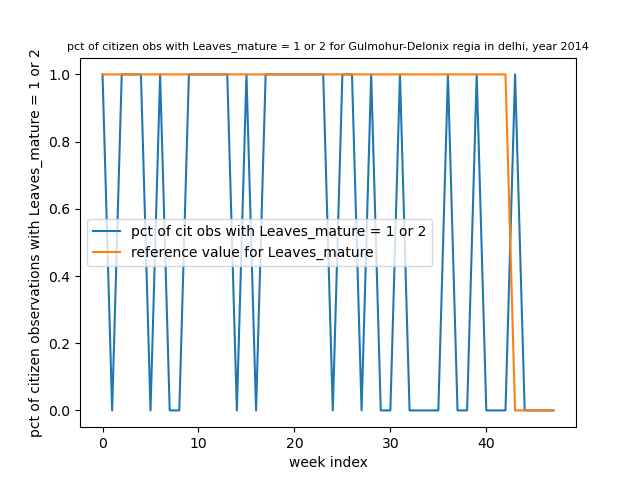 pct of citizen obs with Leaves_mature = 1 or 2 for Gulmohur-Delonix regia in delhi, year 2014
pct of citizen observations with Leaves_mature = 1 or 2
1.0
0.8
0.6
0.4
0.2
0.0
pct of cit obs with Leaves_mature = 1 or 2
reference value for Leaves_mature
0
10
20
30
40
week index